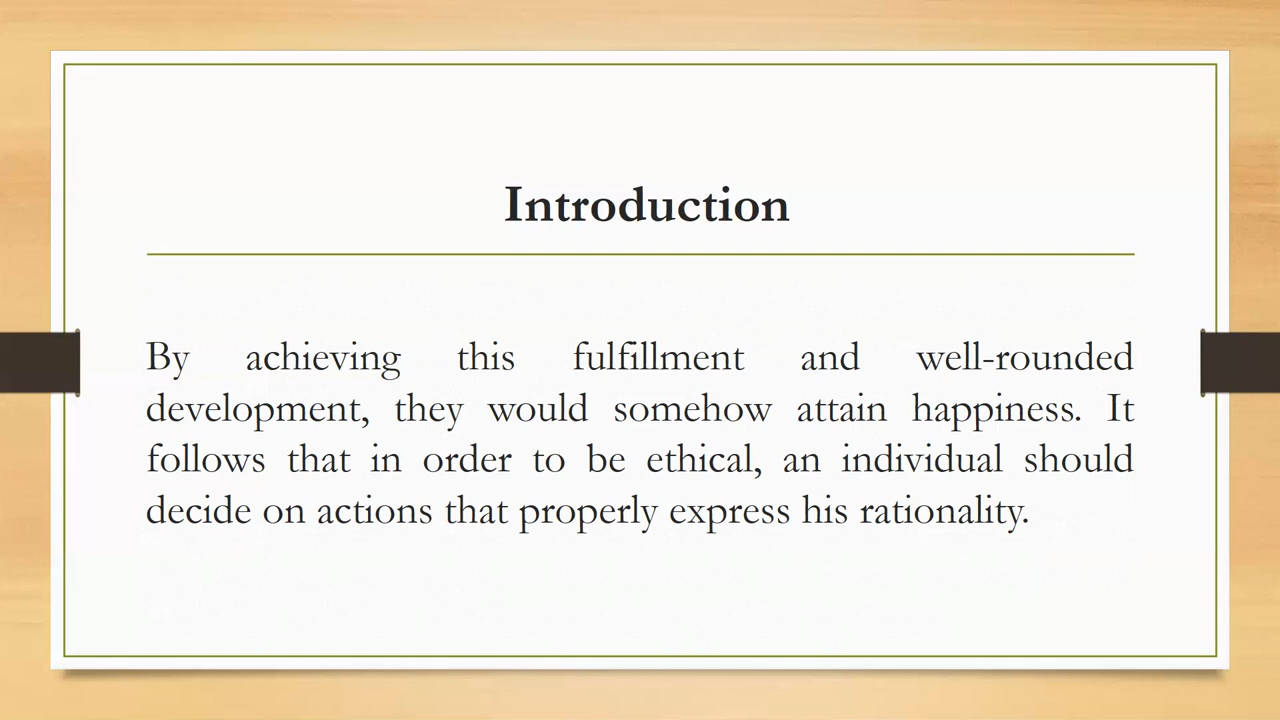 Introduction
By achieving this fulfillment and well-rounded
development, they would somehow attain happiness. It
follows that in order to be ethical, an individual should
decide on actions that properly express his rationality.